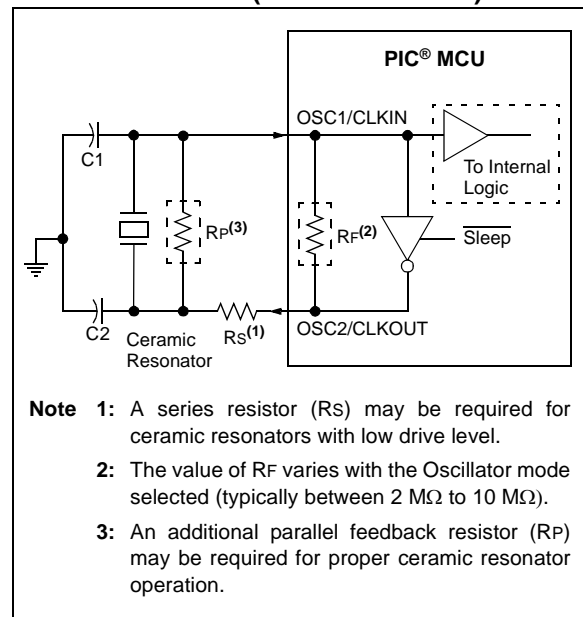 PIC® MCU
OSC1/CLKIN
C1
To Internal
Logic
RP(3)
RF(2)
Sleep
C2
Ceramic
Resonator
RS(1)
OSC2/CLKOUT
Note 1: A series resistor (RS) may be required for
ceramic resonators with low drive level.
2: The value of RF varies with the Oscillator mode
selected (typically between 2 MΩ to 10 MΩ).
3: An additional parallel feedback resistor (RP)
may be required for proper ceramic resonator
operation.